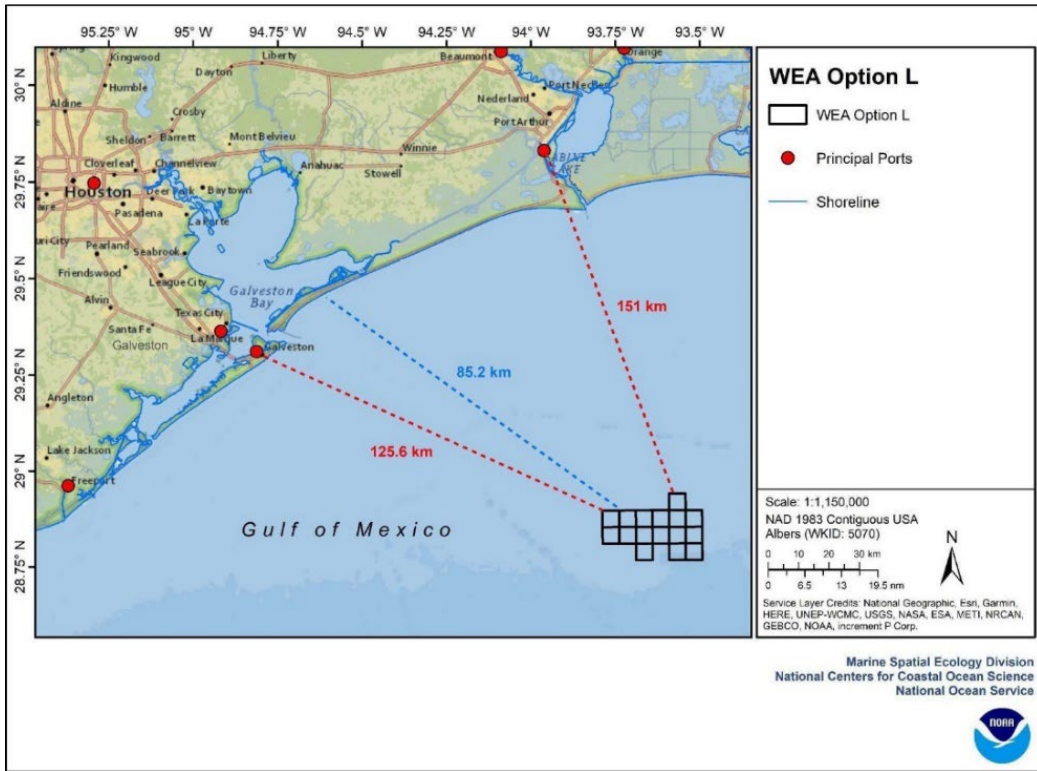 95.25° W 95° W 94.75° W 94.5° W 94.25° W 94° W 93.75° W 93.5° W
30° N
29.75° N
29.5° N
29.25° N
29° N
28.75° N
Kingwood
Humble
Aldine
Liberty
Dayton
Beaumont
Orange
Port Neches
Nederland
Port Arthur
Crosby
Sheldon
Barrett
Mont Belvieu
Winnie
Stowell
Anahuac
Cloverleaf
Channelview
Houston
Deer Park
Baytown
Pasadena
La Porte
Pearland
Seabrook
Friendswood
League City
Alvin
Texas City
Santa Fe
La Marque
Galveston
Galveston
Galveston
Bay
Angleton
Lake Jackson
Freeport
151 km
85.2 km
125.6 km
Gulf of Mexico
WEA Option L
WEA Option L
Principal Ports
Shoreline
Scale: 1:1,150,000
NAD 1983 Contiguous USA
Albers (WKID: 5070)
N
0 10 20 30 km
0 6.5 13 19.5 nm
Service Layer Credits: National Geographic, Esri, Garmin,
HERE, UNEP-WCMC, USGS, NASA, ESA, METI, NRCAN,
GEBCO, NOAA, increment P Corp.
Marine Spatial Ecology Division
National Centers for Coastal Ocean Science
National Ocean Service
NOAA